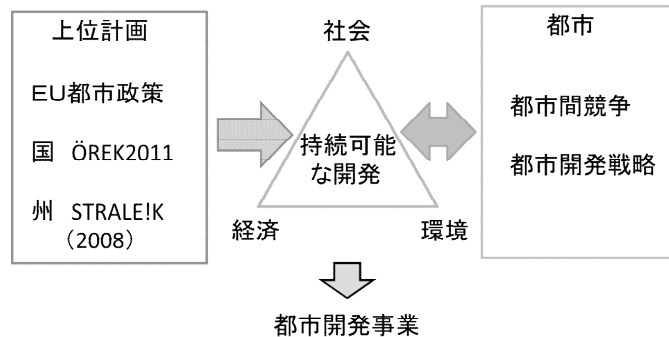 上位計画
EU都市政策
国 ÖREK2011
州 STRALE!K
(2008)
社会
持続可能
な開発
経済
環境
都市
都市間競争
都市開発戦略
都市開発事業